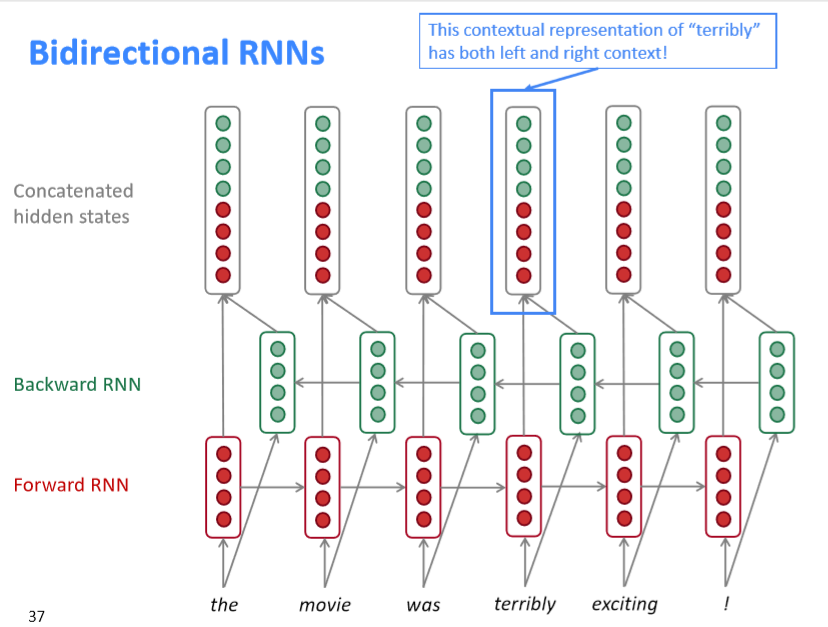 Bidirectional RNNs
This contextual representation of “terribly”
has both left and right context!
Concatenated
hidden states
Backward RNN
Forward RNN
the movie was terribly exciting !
37